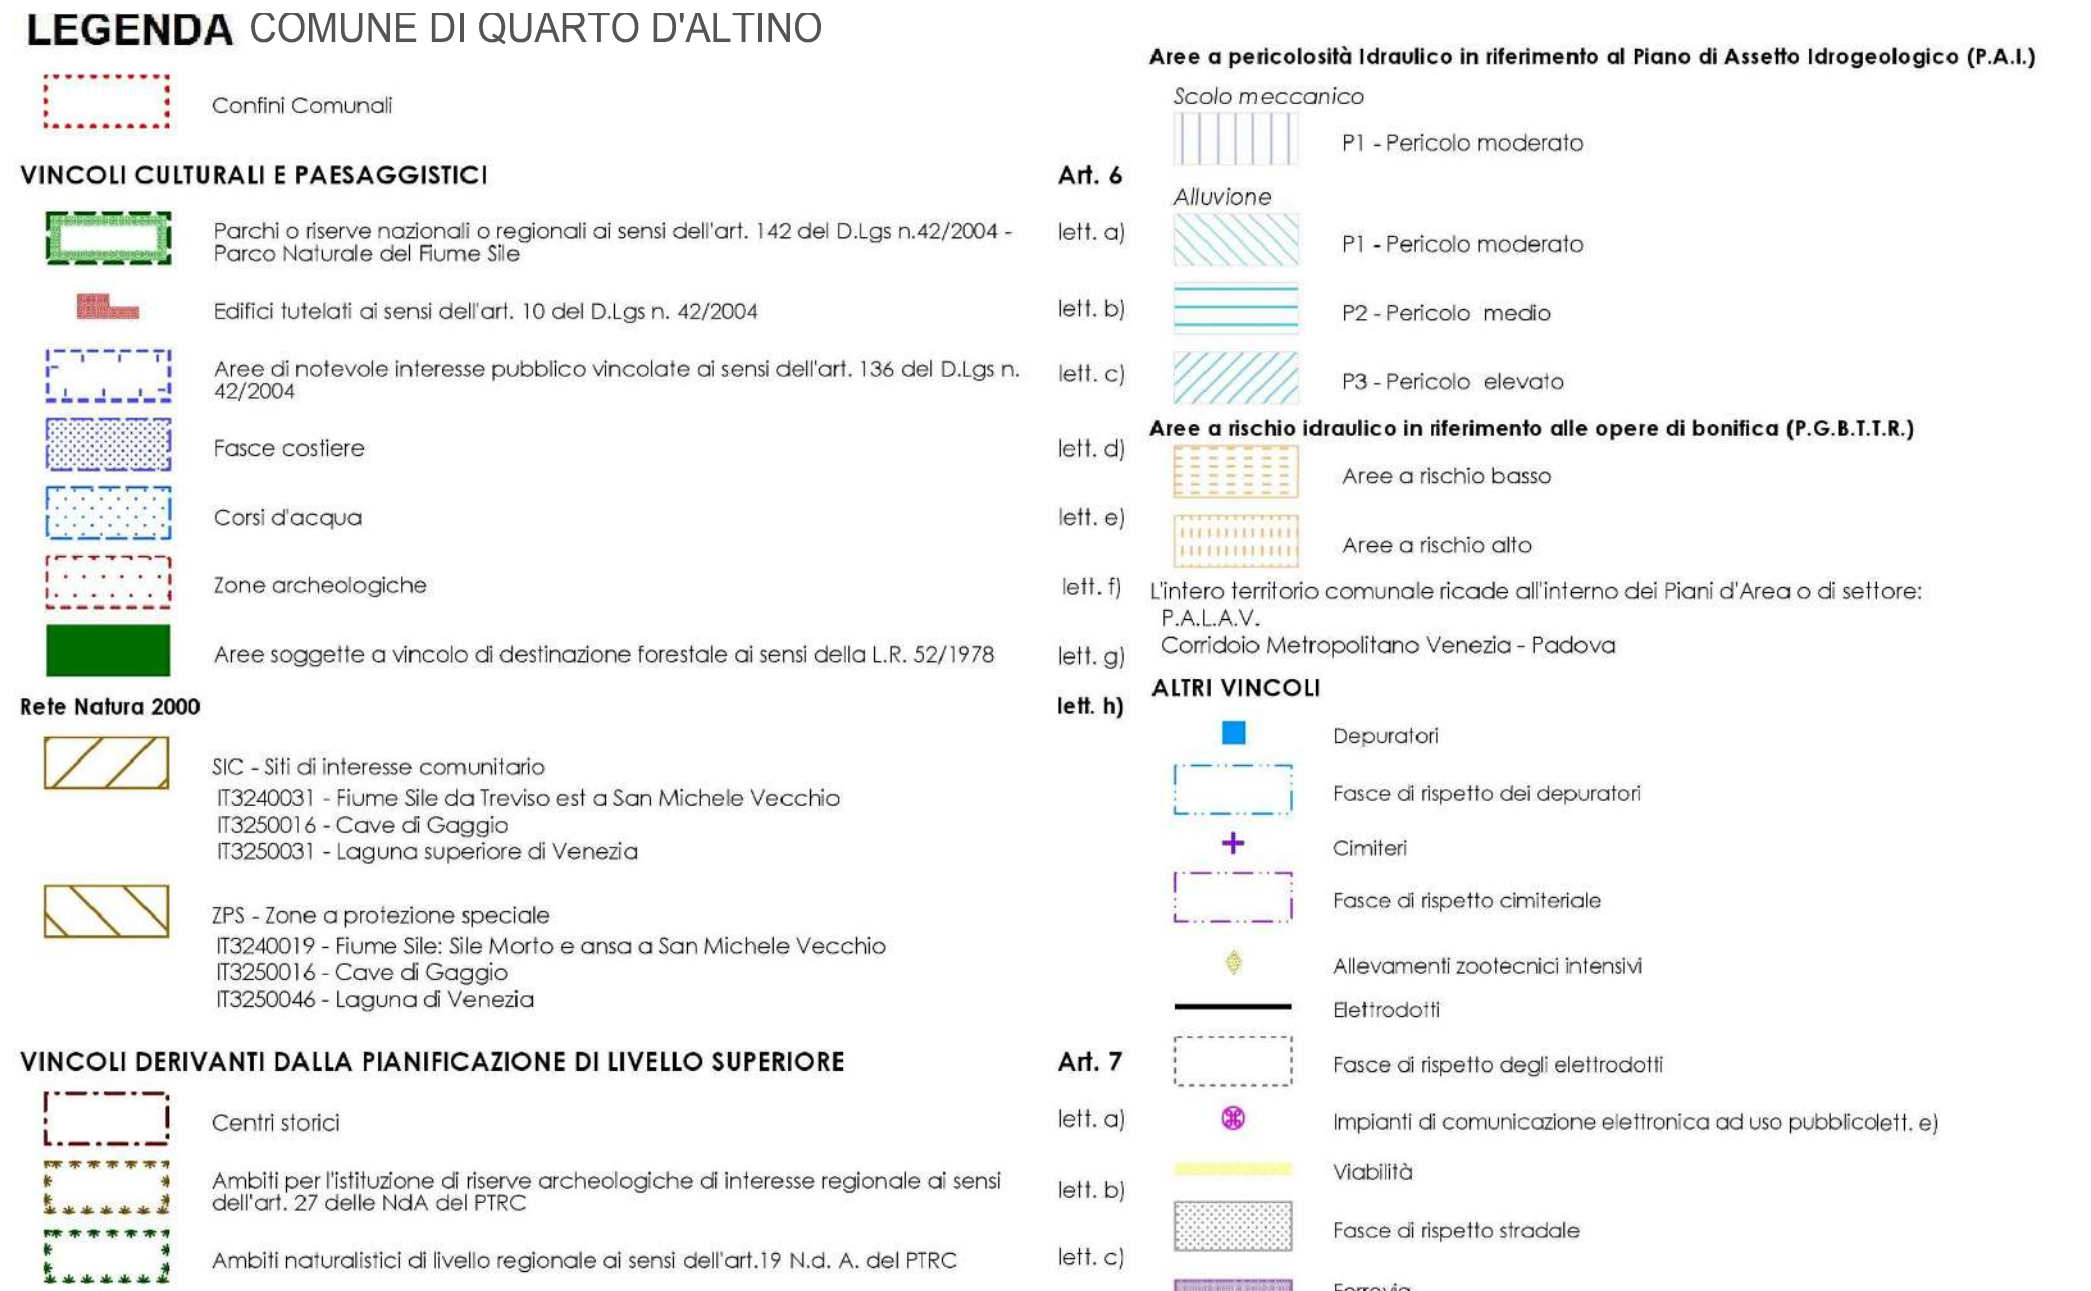 LEGENDA COMUNE DI QUARTO D'ALTINO
Confini Comunali
VINCOLI CULTURALI E PAESAGGISTICI Art. 6
Parchi o riserve nazionali o regionali ai sensi dell'art. 142 del D.Lgs n.42/2004 - lett. a)
Parco Naturale del Fiume Sile
Edifici tutelati ai sensi dell'art. 10 del D.Lgs n. 42/2004 lett. b)
Aree di notevole interesse pubblico vincolate ai sensi dell'art. 136 del D.Lgs n. lett. c)
42/2004
Fasce costiere lett. d)
Corsi d'acqua lett. e)
Zone archeologiche lett. f)
Aree soggette a vincolo di destinazione forestale ai sensi della L.R. 52/1978 lett. g)
Rete Natura 2000 lett. h)
SIC - Siti di interesse comunitario
IT3240031 - Fiume Sile da Treviso est a San Michele Vecchio
IT3250016 - Cave di Gaggio
IT3250031 - Laguna superiore di Venezia
ZPS - Zone a protezione speciale
IT3240019 - Fiume Sile: Sile Morto e ansa a San Michele Vecchio
IT3250016 - Cave di Gaggio
IT3250046 - Laguna di Venezia
VINCOLI DERIVANTI DALLA PIANIFICAZIONE DI LIVELLO SUPERIORE Art. 7
Centri storici lett. a)
Ambiti per l'istituzione di riserve archeologiche di interesse regionale ai sensi lett. b)
dell'art. 27 delle NdA del PTRC
Ambiti naturalistici di livello regionale ai sensi dell'art.19 N.d. A. del PTRC lett. c)
Aree a pericolosità Idraulico in riferimento al Piano di Assetto Idrogeologico (P.A.I.)
Scolo meccanico
P1 - Pericolo moderato
Alluvione
P1 - Pericolo moderato
P2 - Pericolo medio
P3 - Pericolo elevato
Aree a rischio idraulico in riferimento alle opere di bonifica (P.G.B.T.T.R.)
Aree a rischio basso
Aree a rischio alto
L'intero territorio comunale ricade all'interno dei Piani d'Area o di settore:
P.A.L.A.V.
Corridoio Metropolitano Venezia - Padova
ALTRI VINCOLI
Depuratori
Fasce di rispetto dei depuratori
Cimiteri
Fasce di rispetto cimiteriale
Allevamenti zootecnici intensivi
Elettrodotti
Fasce di rispetto degli elettrodotti
Impianti di comunicazione elettronica ad uso pubblicolett. e)
Viabilità
Fasce di rispetto stradale
Ferrovia